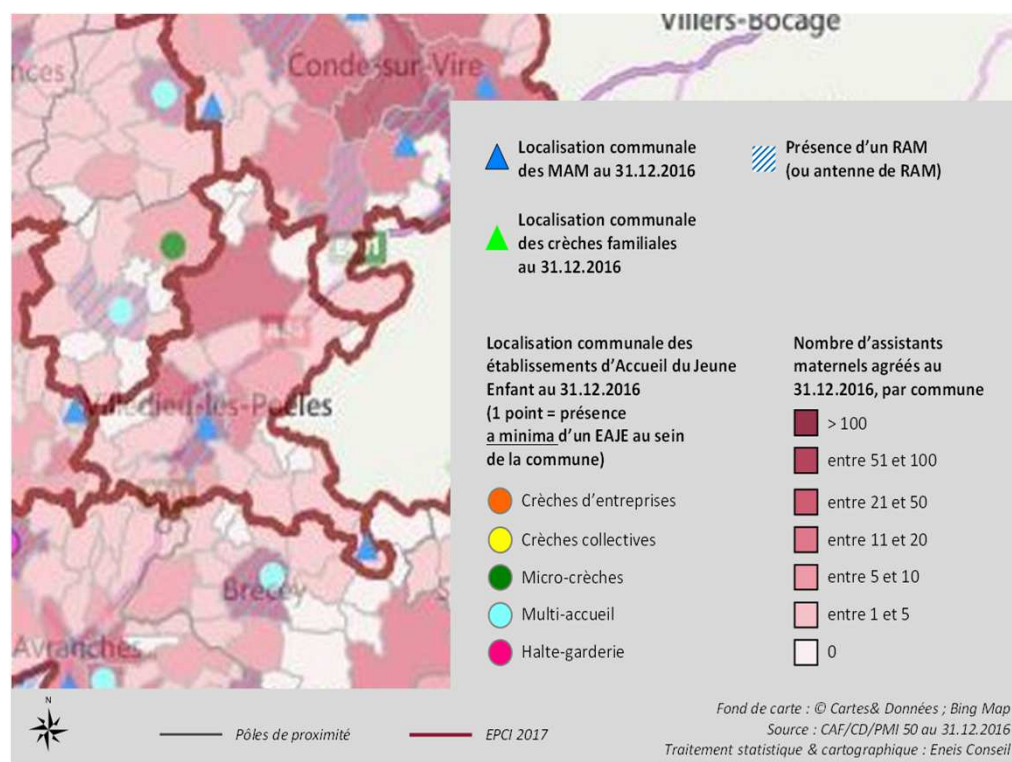 Villers-Bocage
nces
Conde-sur-Vire
Villedieu-les-Poêles
Brecey
S
Avranches
Localisation communale
des MAM au 31.12.2016
Présence d’un RAM
(ou antenne de RAM)
Localisation communale
des crèches familiales
au 31.12.2016
Localisation communale des
établissements d’Accueil du Jeune
Enfant au 31.12.2016
(1 point = présence
a minima d’un EAJE au sein
de la commune)
Crèches d’entreprises
Crèches collectives
Micro-crèches
Multi-accueil
Halte-garderie
Nombre d’assistants
maternels agréés au
31.12.2016, par commune
> 100
entre 51 et 100
entre 21 et 50
entre 11 et 20
entre 5 et 10
entre 1 et 5
0
N
Pôles de proximité
EPCI 2017
Fond de carte : © Cartes& Données ; Bing Map
Source : CAF/CD/PMI 50 au 31.12.2016
Traitement statistique & cartographique : Eneis Conseil